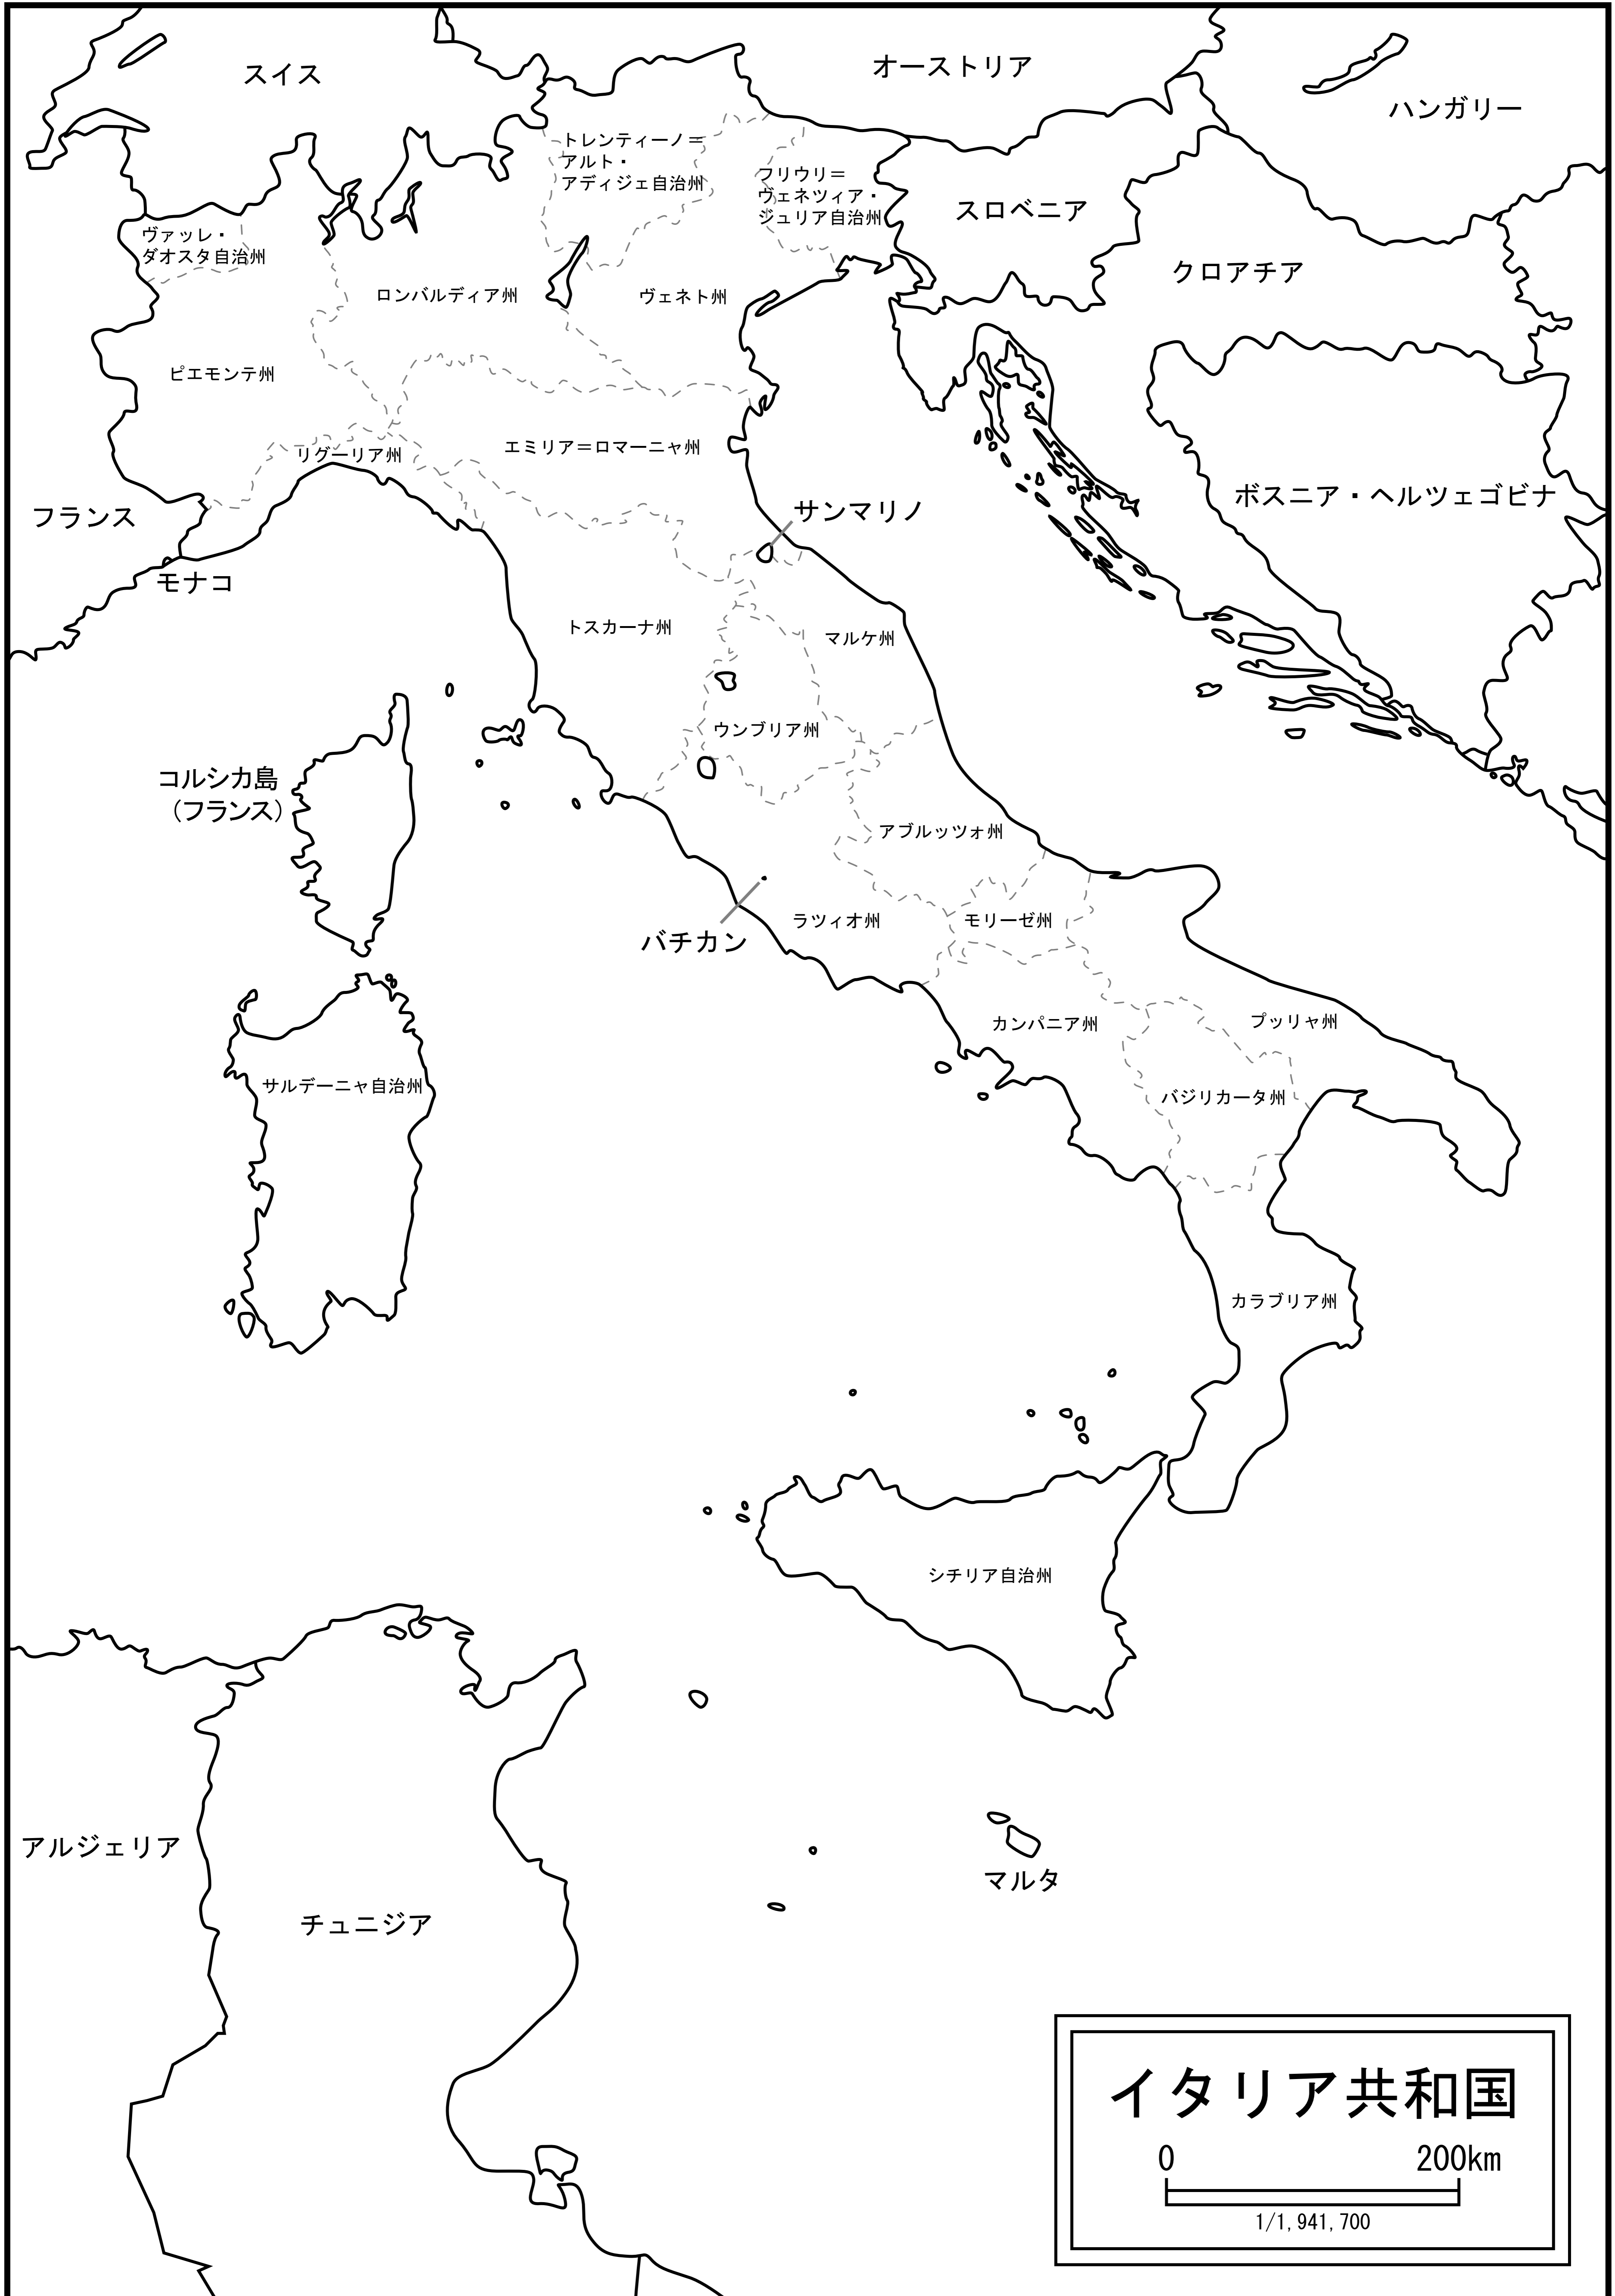 スイス
オーストリア
ハンガリー
トレンティーノ＝
アルト・
アディジェ自治州
フリウリ＝
ヴェネツィア・
ジュリア自治州
スロベニア
ヴァッレ・
ダオスタ自治州
クロアチア
ロンバルディア州
ヴェネト州
ピエモンテ州
エミリア＝ロマーニャ州
リグーリア州
ボスニア・ヘルツェゴビナ
フランス
サンマリノ
モナコ
トスカーナ州
マルケ州
ウンブリア州
コルシカ島
（フランス）
アブルッツォ州
ラツィオ州
モリーゼ州
バチカン
カンパニア州
プッリャ州
サルデーニャ自治州
バジリカータ州
カラブリア州
シチリア自治州
アルジェリア
マルタ
チュニジア
イタリア共和国
0 200km
1/1,941,700